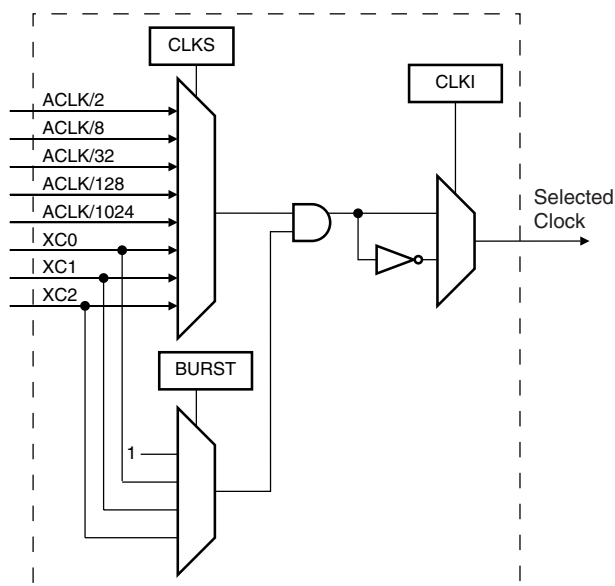 CLKS
CLKI
ACLK/2
ACLK/8
ACLK/32
ACLK/128
ACLK/1024
XC0
XC1
XC2
Selected
Clock
BURST
1